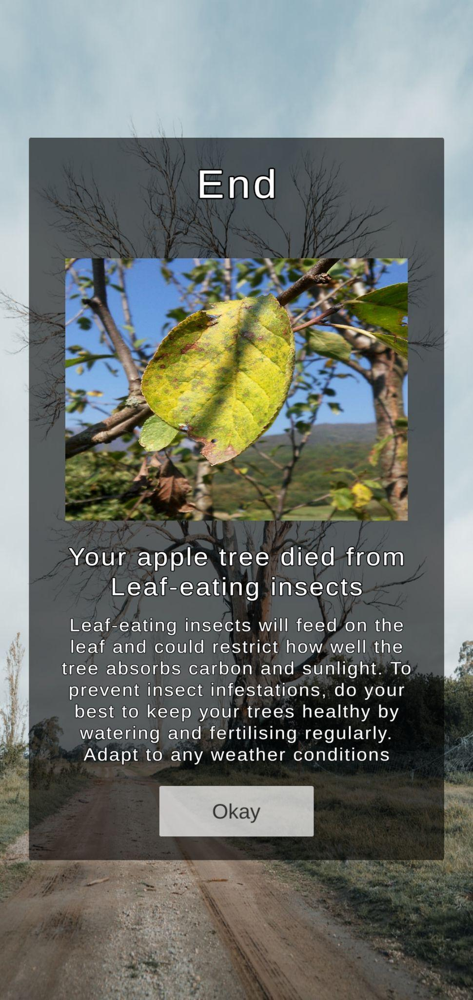 End
Your apple tree died from
Leaf-eating insects
Leaf-eating insects will feed on the
leaf and could restrict how well the
tree absorbs carbon and sunlight. To
prevent insect infestations, do your
best to keep your trees healthy by
watering and fertilising regularly.
Adapt to any weather conditions
Okay